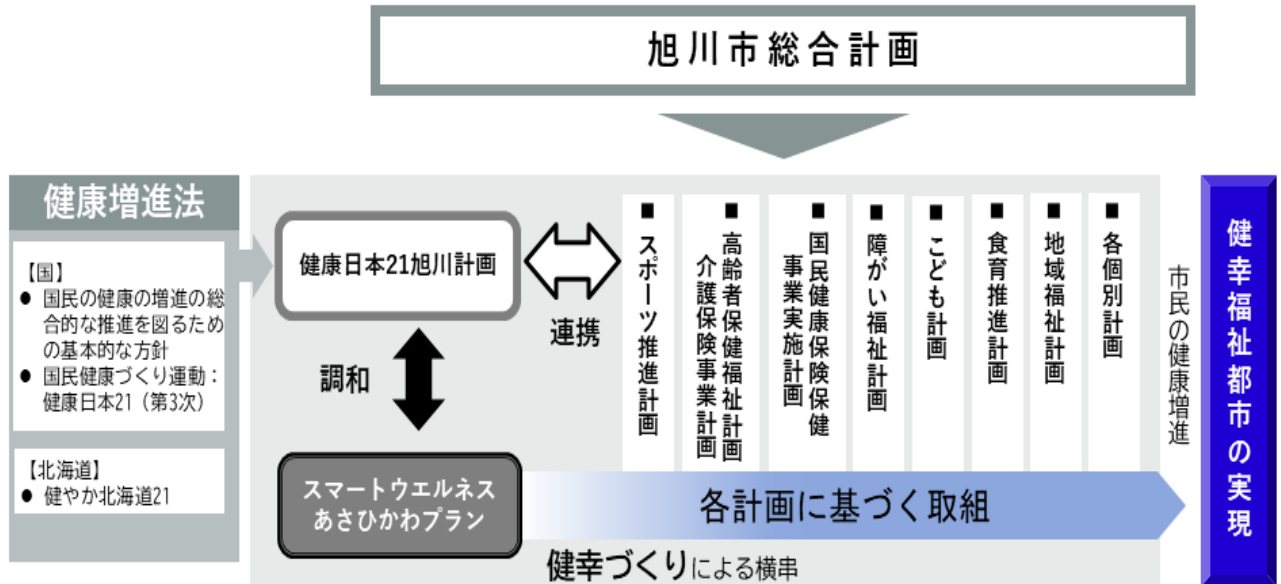 旭川市総合計画
健康増進法
【国】
● 国民の健康の増進の総
合的な推進を図るため
の基本的な方針
● 国民健康づくり運動：
健康日本21（第3次）
【北海道】
● 健やか北海道21
健康日本21旭川計画
連携
調和
スマートウエルネス
あさひかわプラン
■ スポーツ推進計画
■ 高齢者保健福祉計画
介護保険事業計画
■ 国民健康保険保健
事業実施計画
■ 障がい福祉計画
■ こども計画
■ 食育推進計画
■ 地域福祉計画
■ 各個別計画
各計画に基づく取組
健幸づくりによる横串
市民の健康増進
健幸福祉都市の実現